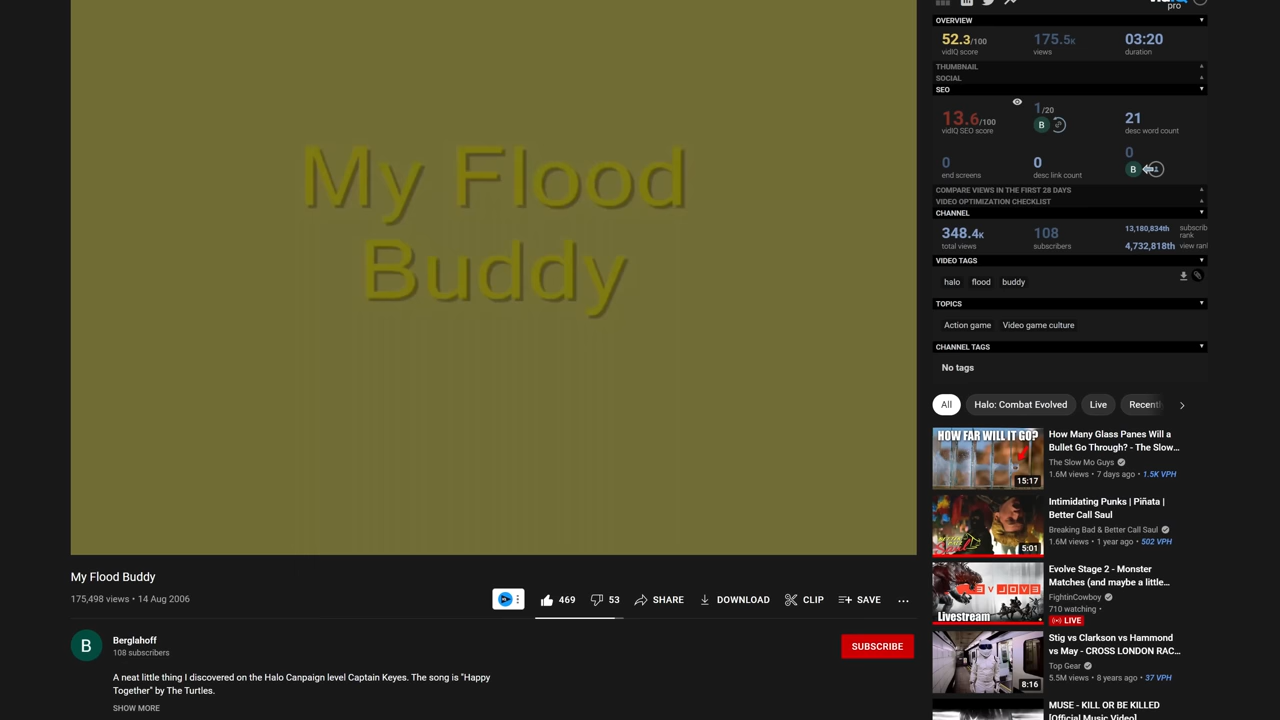 My Flood
Buddy
My Flood Buddy
175,498 views • 14 Aug 2006
469
53
SHARE
DOWNLOAD
CLIP
SAVE
B
Berglahoff
108 subscribers
SUBSCRIBE
A neat little thing I discovered on the Halo Canpaign level Captain Keyes. The song is "Happy
Together" by The Turtles.
SHOW MORE
pro
OVERVIEW
52.3/100
vidIQ score
175.5K
views
03:20
duration
THUMBNAIL
SOCIAL
SEO
13.6/100
vidIQ SEO score
1/20
B
21
desc word count
0
end screens
0
desc link count
0
B
COMPARE VIEWS IN THE FIRST 28 DAYS
VIDEO OPTIMIZATION CHECKLIST
CHANNEL
348.4K
total views
108
subscribers
13,180,834th
subscrib
rank
4,732,818th
view ran
VIDEO TAGS
halo
flood
buddy
TOPICS
Action game
Video game culture
CHANNEL TAGS
No tags
All
Halo: Combat Evolved
Live
Recentl
HOW FAR WILL IT GO?
15:17
How Many Glass Panes Will a
Bullet Go Through? - The Slow...
The Slow Mo Guys
1.6M views • 7 days ago • 1.5K VPH
5:01
Intimidating Punks | Piñata |
Better Call Saul
Breaking Bad & Better Call Saul
1.6M views • 1 year ago • 502 VPH
Livestream
Evolve Stage 2 - Monster
Matches (and maybe a little...
FightinCowboy
710 watching •
LIVE
8:16
Stig vs Clarkson vs Hammond
vs May - CROSS LONDON RAC...
Top Gear
5.5M views • 8 years ago • 37 VPH
MUSE - KILL OR BE KILLED
[Official Music Video]